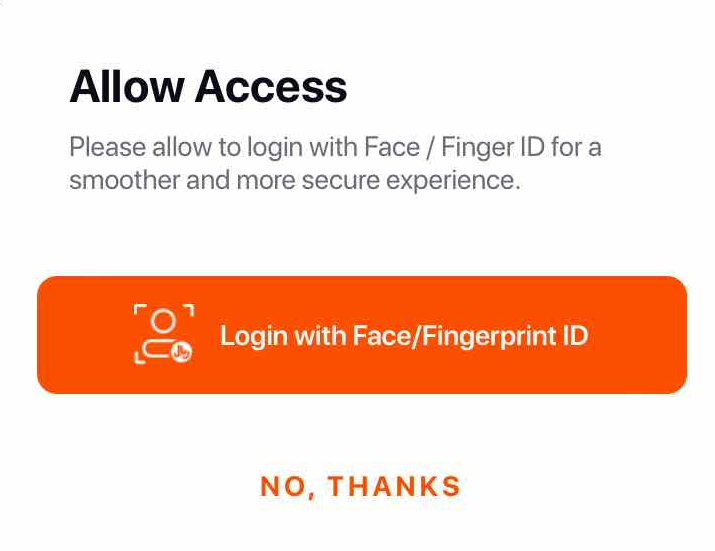 Allow Access
Please allow to login with Face / Finger ID for a
smoother and more secure experience.
Login with Face/Fingerprint ID
NO, THANKS